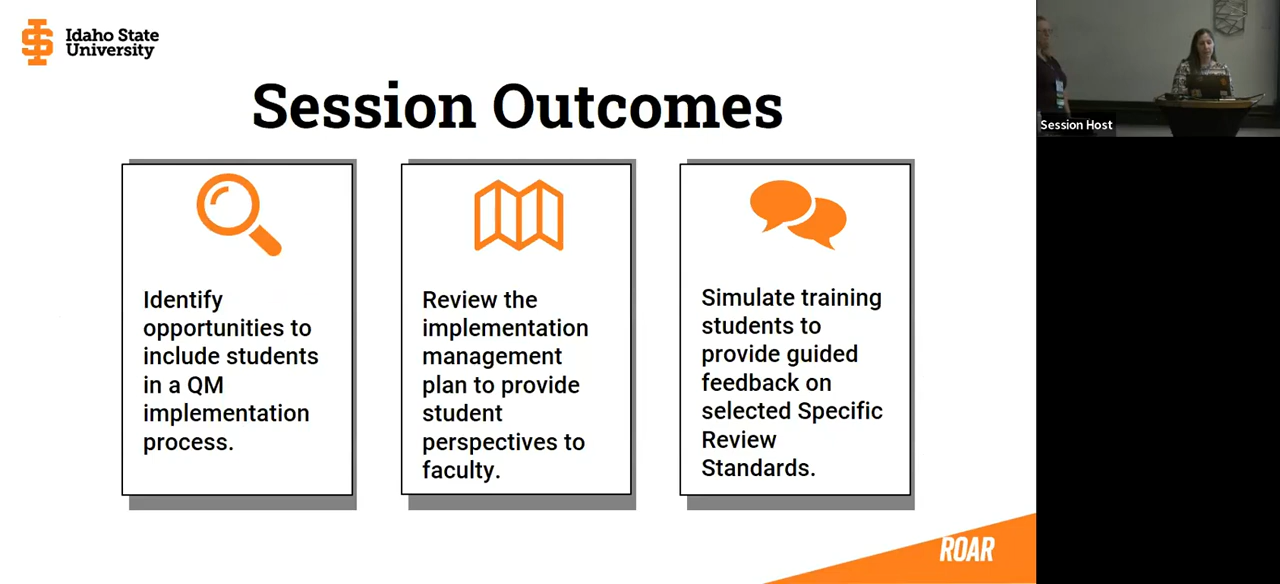 Idaho State
University
Session Outcomes
Identify
opportunities to
include students
in a QM
implementation
process.
Review the
implementation
management
plan to provide
student
perspectives to
faculty.
Simulate training
students to
provide guided
feedback on
selected Specific
Review
Standards.
ROAR
Session Host